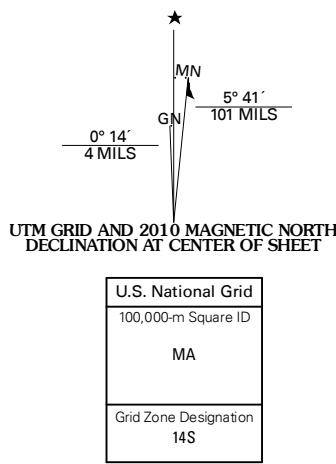 MN
5° 41´
101 MILS
GN
0° 14´
4 MILS
UTM GRID AND 2010 MAGNETIC NORTH
DECLINATION AT CENTER OF SHEET
U.S. National Grid
100,000-m Square ID
MA
Grid Zone Designation
14S